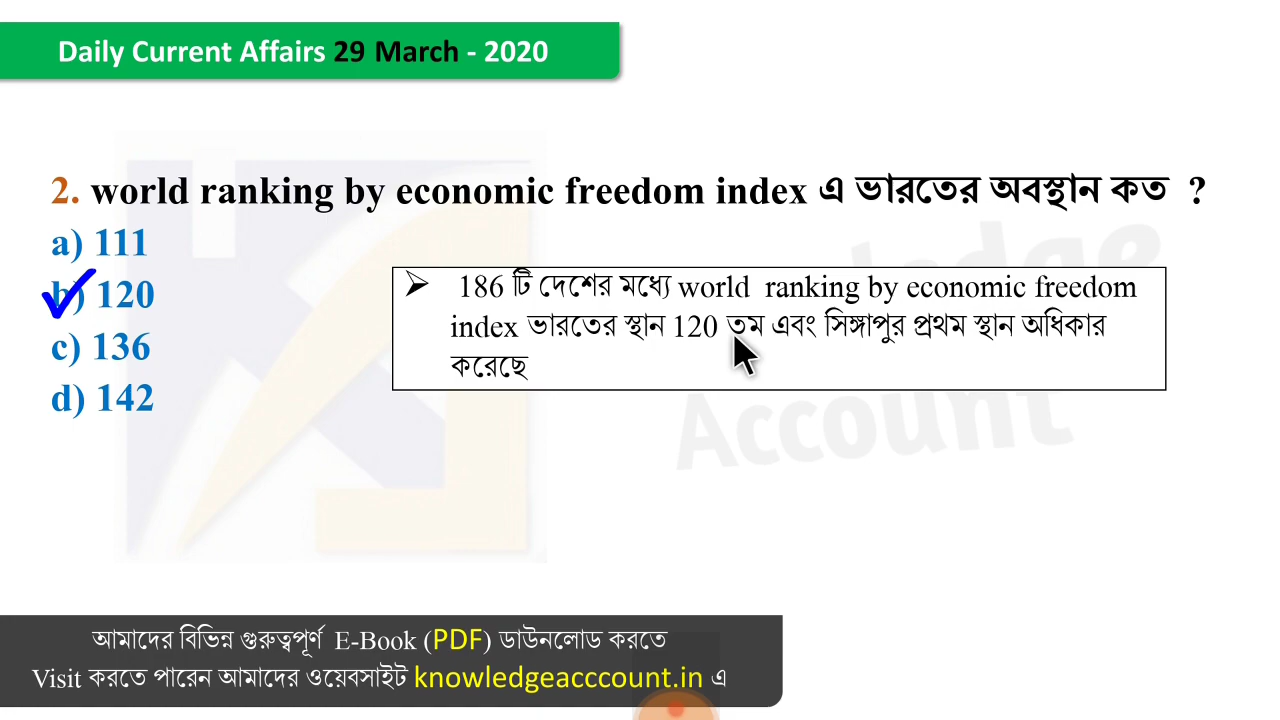 Daily Current Affairs 29 March - 2020
2. world ranking by economic freedom index এ ভারতের অবস্থান কত ?
a) 111
b) 120
c) 136
d) 142
➢ 186 টি দেশের মধ্যে world ranking by economic freedom
index ভারতের স্থান 120 তম এবং সিঙ্গাপুর প্রথম স্থান অধিকার
করেছে
Account
আমাদের বিভিন্ন গুরুত্বপূর্ণ E-Book (PDF) ডাউনলোড করতে
Visit করতে পারেন আমাদের ওয়েবসাইট knowledgeacccount.in এ